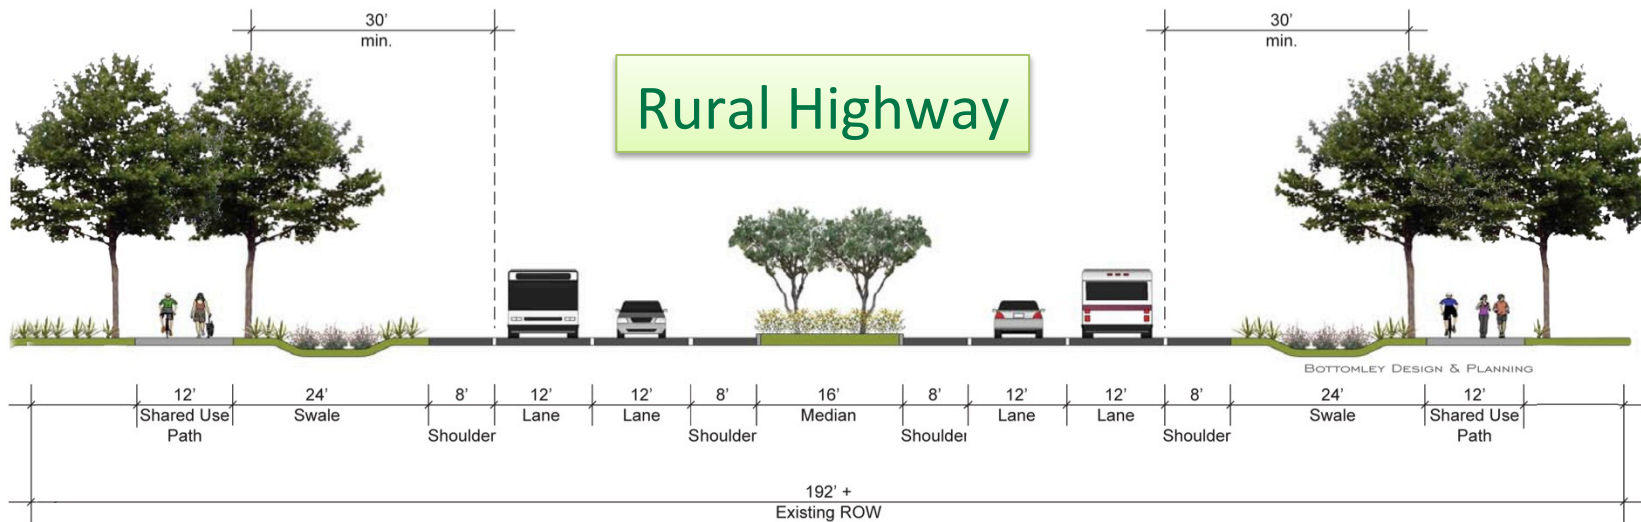 30’
min.
30’
min.
Rural Highway
BOTTOMLEY DESIGN & PLANNING
12’
Shared Use
Path
24’
Swale
8’
Shoulder
12’
Lane
12’
Lane
8’
Shoulder
16’
Median
8’
Shoulder
12’
Lane
12’
Lane
8’
Shoulder
24’
Swale
12’
Shared Use
Path
192’ +
Existing ROW